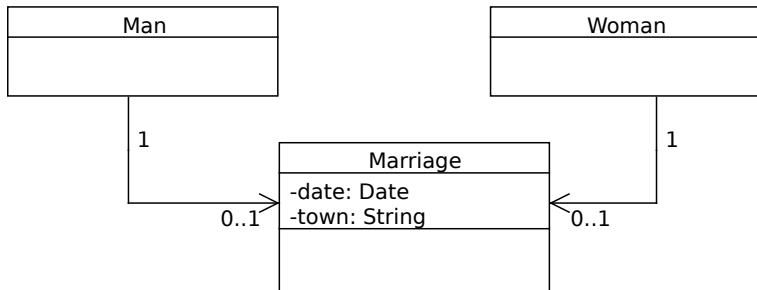 Man
Woman
1
1
Marriage
-date: Date
-town: String
0..1
0..1